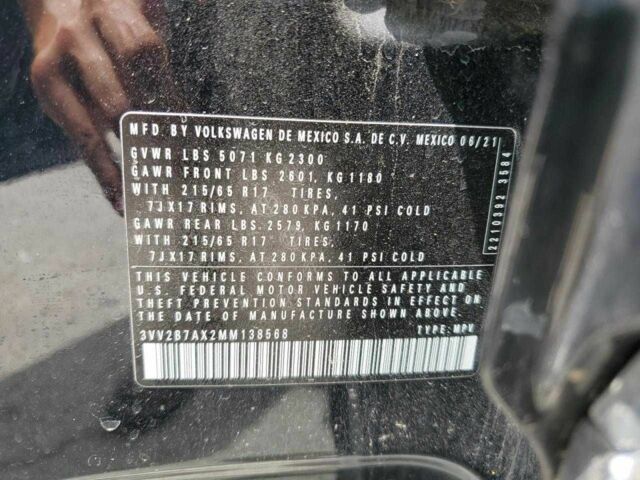 MFD. BY VOLKSWAGEN DE MEXICO S.A. DE C.V. MEXICO 06/21
GVWR LBS 5071 KG 2300
GAWR FRONT LBS 2601, KG 1180
WITH 215/65 R17 TIRES,
7JX17 RIMS, AT 280 KPA, 41 PSI COLD
GAWR REAR LBS. 2579, KG 1170
WITH 215/65 R17 TIRES,
7JX17 RIMS, AT 280 KPA, 41 PSI COLD
THIS VEHICLE CONFORMS TO ALL APPLICABLE
U.S. FEDERAL MOTOR VEHICLE SAFETY AND
THEFT PREVENTION STANDARDS IN EFFECT ON
THE DATE OF MANUFACTURE SHOWN ABOVE.
3VV2B7AX2MM138568 TYPE: MPV
2210392 3584